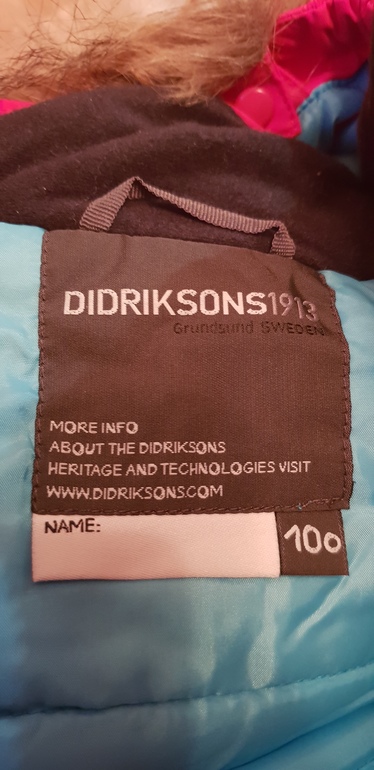 DIDRIKSONS1913
Grundsund SWEDEN
MORE INFO
ABOUT THE DIDRIKSONS
HERITAGE AND TECHNOLOGIES VISIT
WWW.DIDRIKSONS.COM
NAME:
100